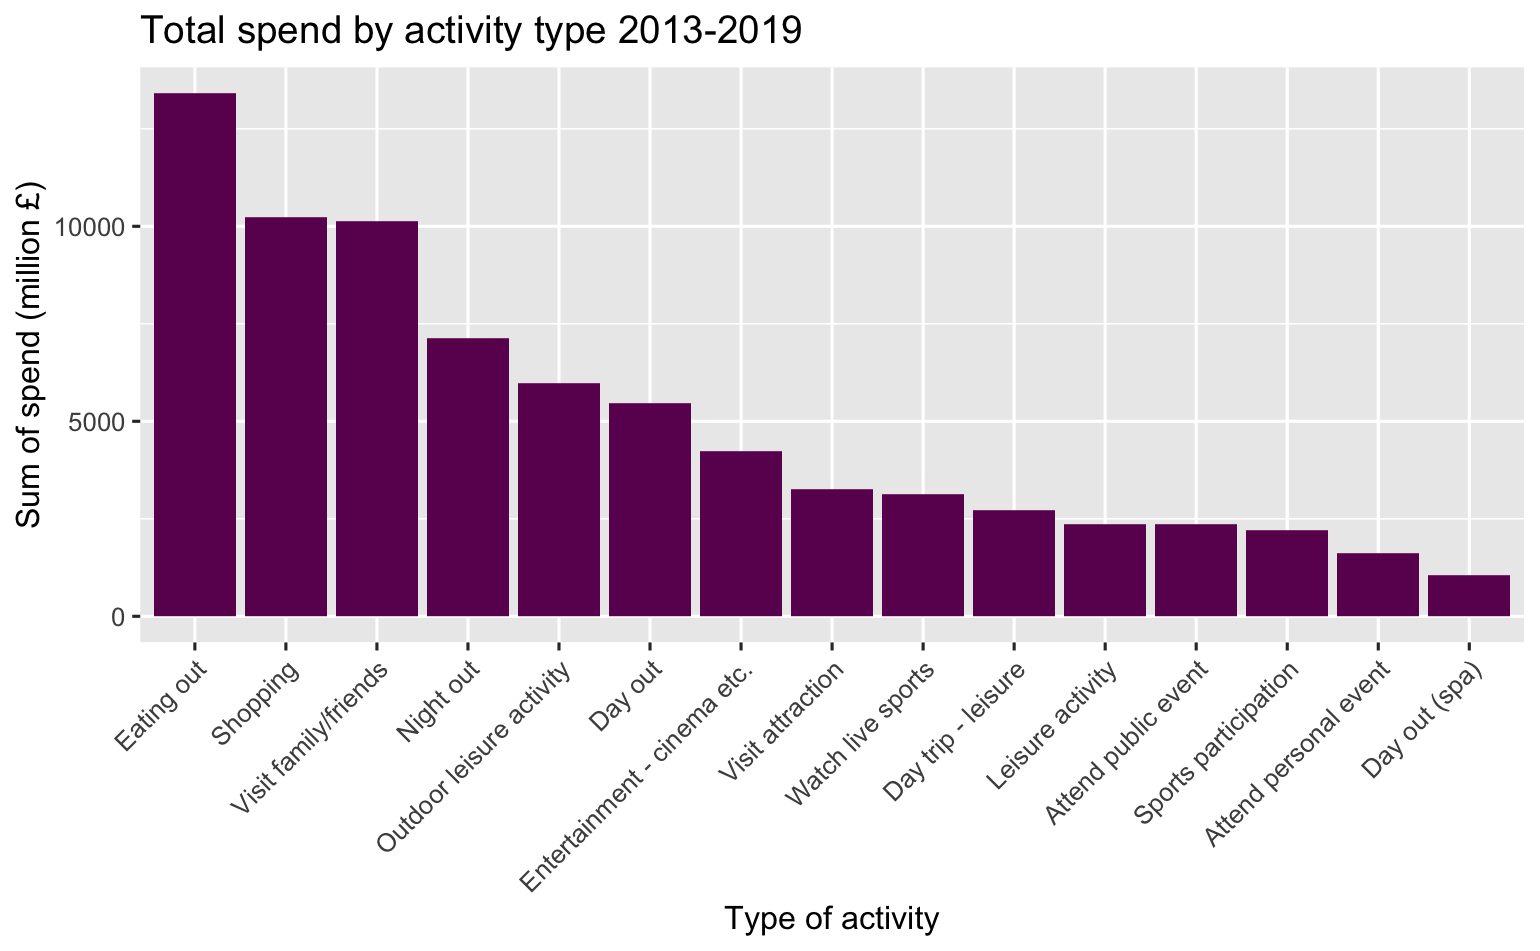 Total spend by activity type 2013-2019
Sum of spend (million £)
10000
5000
0
Eating out
Shopping
Visit family/friends
Night out
Outdoor leisure activity
Day out
Entertainment - cinema etc.
Visit attraction
Watch live sports
Day trip - leisure
Leisure activity
Attend public event
Sports participation
Attend personal event
Day out (spa)
Type of activity